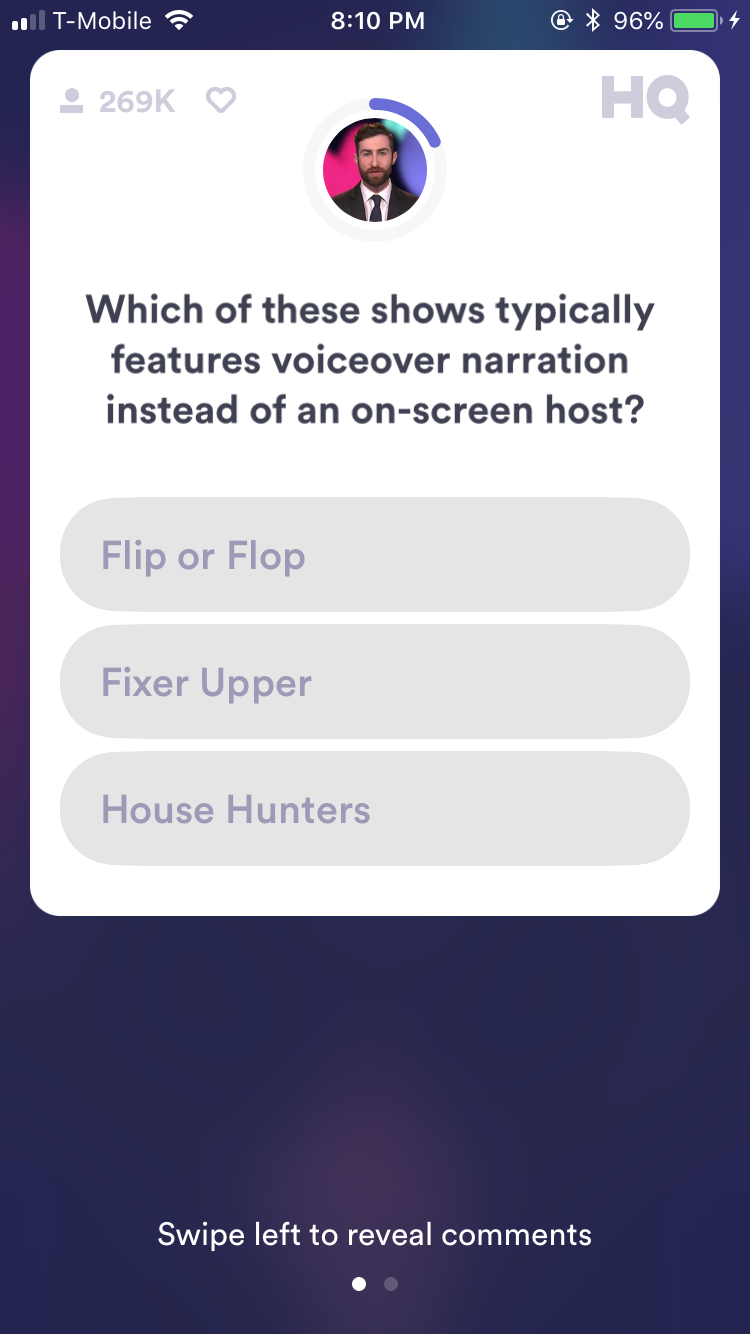 T-Mobile 8:10 PM 96%
269K HQ
Which of these shows typically
features voiceover narration
instead of an on-screen host?
Flip or Flop
Fixer Upper
House Hunters
Swipe left to reveal comments